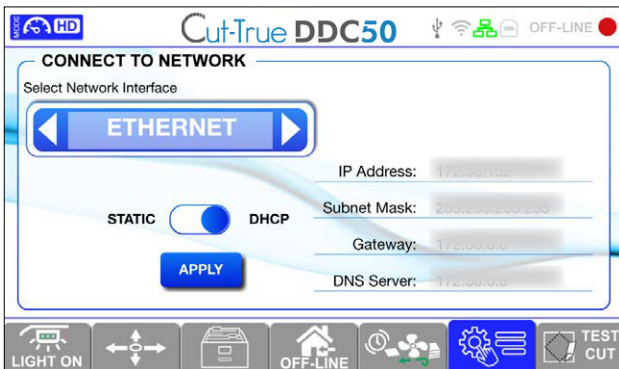 MODE HD Cut-True DDC50 OFF-LINE
CONNECT TO NETWORK
Select Network Interface
ETHERNET
IP Address:
STATIC DHCP Subnet Mask:
Gateway:
APPLY
DNS Server:
LIGHT ON OFF-LINE TEST CUT